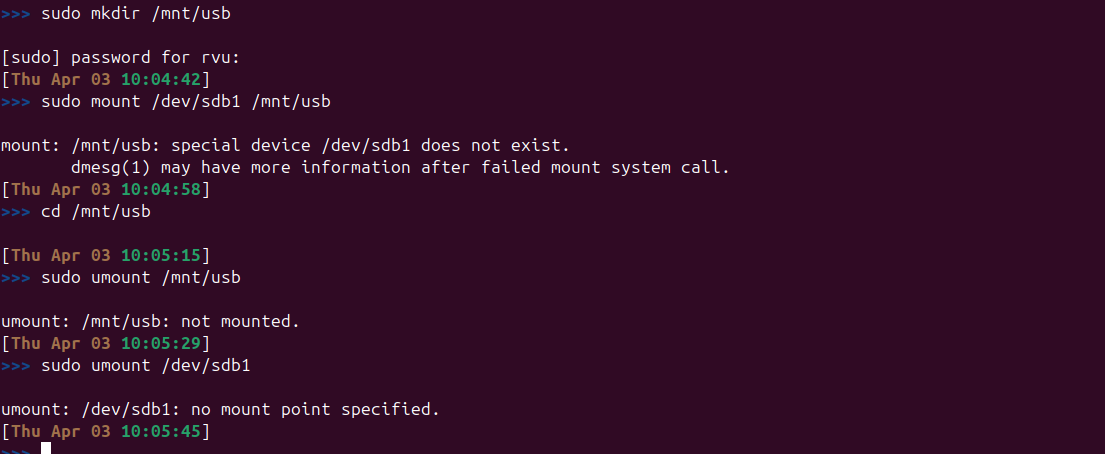 >>> sudo mkdir /mnt/usb
[sudo] password for rvu:
[Thu Apr 03 10:04:42]
>>> sudo mount /dev/sdb1 /mnt/usb
mount: /mnt/usb: special device /dev/sdb1 does not exist.
dmesg(1) may have more information after failed mount system call.
[Thu Apr 03 10:04:58]
>>> cd /mnt/usb
[Thu Apr 03 10:05:15]
>>> sudo umount /mnt/usb
umount: /mnt/usb: not mounted.
[Thu Apr 03 10:05:29]
>>> sudo umount /dev/sdb1
umount: /dev/sdb1: no mount point specified.
[Thu Apr 03 10:05:45]
>>>